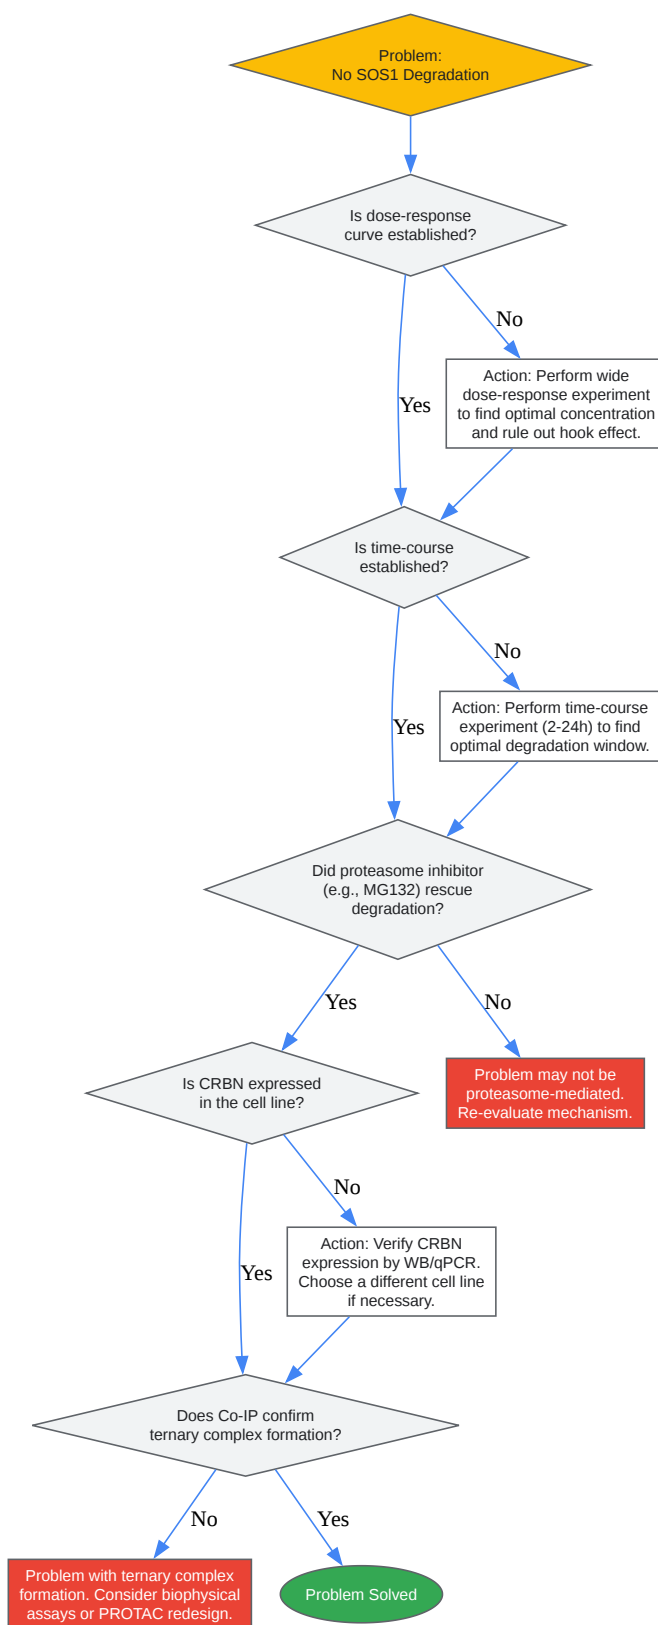 Problem:
No SOS1 Degradation
Is dose-response
curve established?
No
Action: Perform wide
dose-response experiment
to find optimal concentration
and rule out hook effect.
Yes
Is time-course
established?
No
Action: Perform time-course
experiment (2-24h) to find
optimal degradation window.
Yes
Did proteasome inhibitor
(e.g., MG132) rescue
degradation?
Yes
No
Is CRBN expressed
in the cell line?
Problem may not be
proteasome-mediated.
Re-evaluate mechanism.
No
Action: Verify CRBN
expression by WB/qPCR.
Choose a different cell line
if necessary.
Yes
Does Co-IP confirm
ternary complex formation?
No
Yes
Problem with ternary complex
formation. Consider biophysical
assays or PROTAC redesign.
Problem Solved